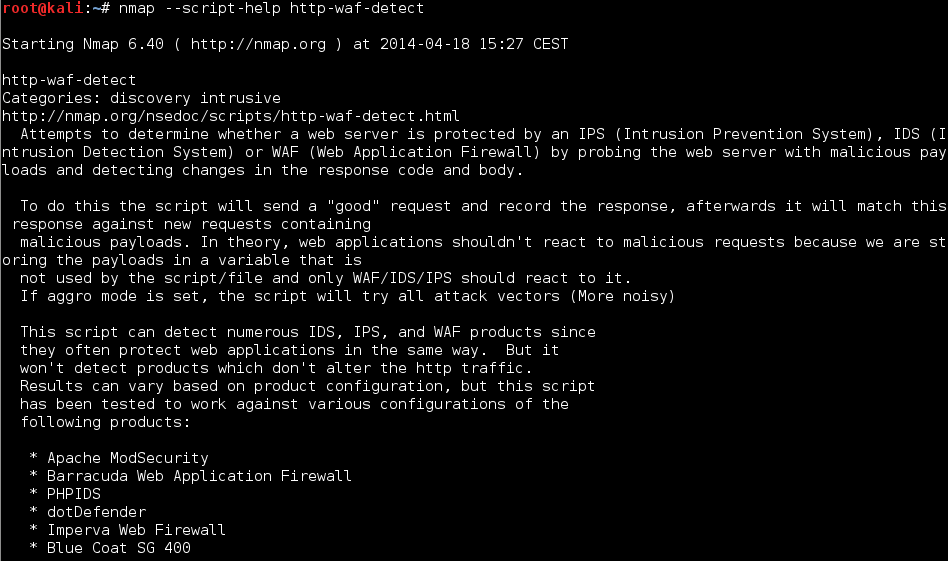 root@kali:~# nmap --script-help http-waf-detect
Starting Nmap 6.40 ( http://nmap.org ) at 2014-04-18 15:27 CEST
http-waf-detect
Categories: discovery intrusive
http://nmap.org/nsedoc/scripts/http-waf-detect.html
Attempts to determine whether a web server is protected by an IPS (Intrusion Prevention System), IDS (I
ntrusion Detection System) or WAF (Web Application Firewall) by probing the web server with malicious pay
loads and detecting changes in the response code and body.
To do this the script will send a "good" request and record the response, afterwards it will match this
response against new requests containing
malicious payloads. In theory, web applications shouldn't react to malicious requests because we are st
oring the payloads in a variable that is
not used by the script/file and only WAF/IDS/IPS should react to it.
If aggro mode is set, the script will try all attack vectors (More noisy)
This script can detect numerous IDS, IPS, and WAF products since
they often protect web applications in the same way.  But it
won't detect products which don't alter the http traffic.
Results can vary based on product configuration, but this script
has been tested to work against various configurations of the
following products:
* Apache ModSecurity
* Barracuda Web Application Firewall
* PHPIDS
* dotDefender
* Imperva Web Firewall
* Blue Coat SG 400